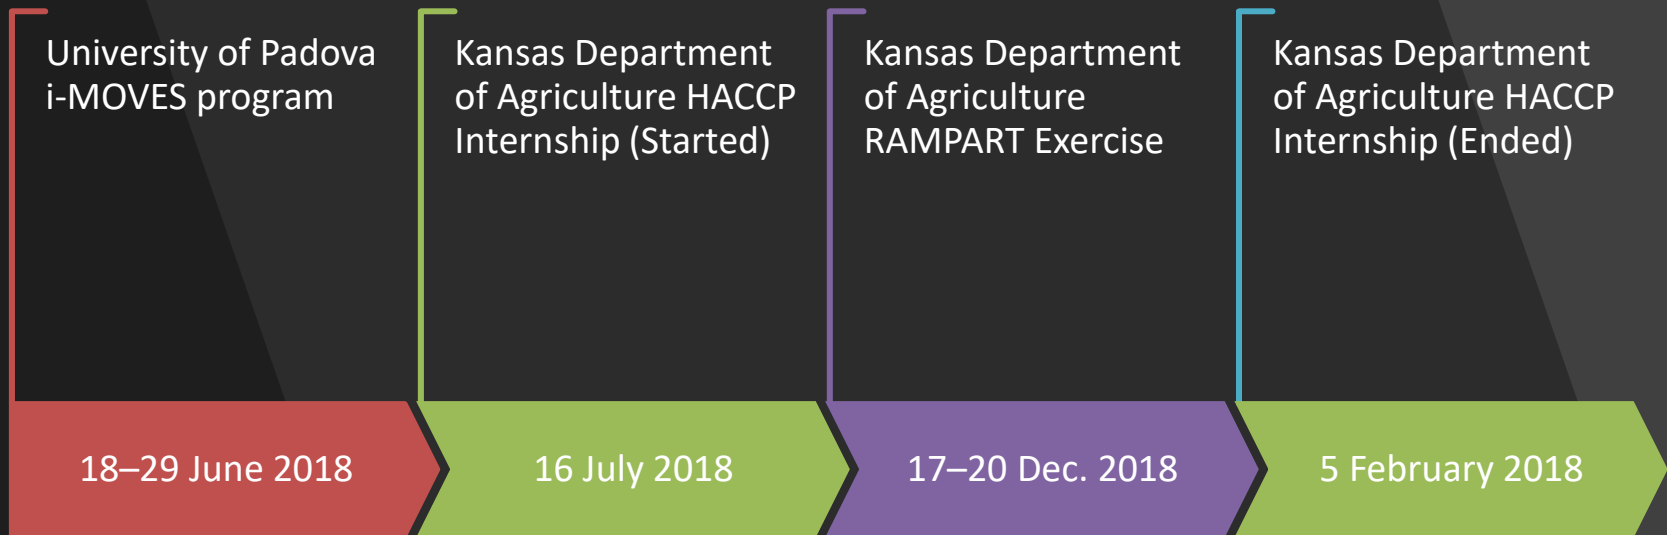 University of Padova
i-MOVES program
Kansas Department
of Agriculture HACCP
Internship (Started)
Kansas Department
of Agriculture
RAMPART Exercise
Kansas Department
of Agriculture HACCP
Internship (Ended)
18–29 June 2018
16 July 2018
17–20 Dec. 2018
5 February 2018